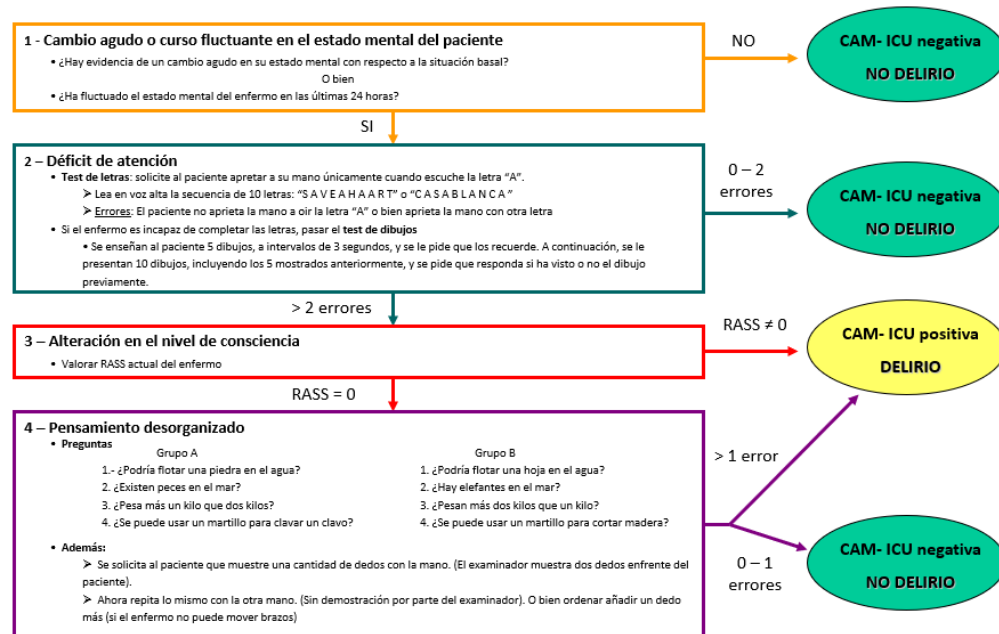 1 - Cambio agudo o curso fluctuante en el estado mental del paciente
• ¿Hay evidencia de un cambio agudo en su estado mental con respecto a la situación basal?
O bien
• ¿Ha fluctuado el estado mental del enfermo en las últimas 24 horas?
NO
CAM- ICU negativa
NO DELIRIO
SI
2 – Déficit de atención
• Test de letras: solicite al paciente apretar a su mano únicamente cuando escuche la letra “A”.
➢ Lea en voz alta la secuencia de 10 letras: “S A V E A H A A R T” o “C A S A B L A N C A”
➢ Errores: El paciente no aprieta la mano a oir la letra “A” o bien aprieta la mano con otra letra
• Si el enfermo es incapaz de completar las letras, pasar el test de dibujos
• Se enseñan al paciente 5 dibujos, a intervalos de 3 segundos, y se le pide que los recuerde. A continuación, se le
presentan 10 dibujos, incluyendo los 5 mostrados anteriormente, y se pide que responda si ha visto o no el dibujo
previamente.
0 – 2
errores
CAM- ICU negativa
NO DELIRIO
> 2 errores
3 – Alteración en el nivel de consciencia
• Valorar RASS actual del enfermo
RASS ≠ 0
CAM- ICU positiva
DELIRIO
RASS = 0
4 – Pensamiento desorganizado
• Preguntas
Grupo A
1.- ¿Podría flotar una piedra en el agua?
2. ¿Existen peces en el mar?
3. ¿Pesa más un kilo que dos kilos?
4. ¿Se puede usar un martillo para clavar un clavo?
Grupo B
1. ¿Podría flotar una hoja en el agua?
2. ¿Hay elefantes en el mar?
3. ¿Pesan más dos kilos que un kilo?
4. ¿Se puede usar un martillo para cortar madera?
• Además:
➢ Se solicita al paciente que muestre una cantidad de dedos con la mano. (El examinador muestra dos dedos enfrente del
paciente).
➢ Ahora repita lo mismo con la otra mano. (Sin demostración por parte del examinador). O bien ordenar añadir un dedo
más (si el enfermo no puede mover brazos)
> 1 error
0 – 1
errores
CAM- ICU negativa
NO DELIRIO